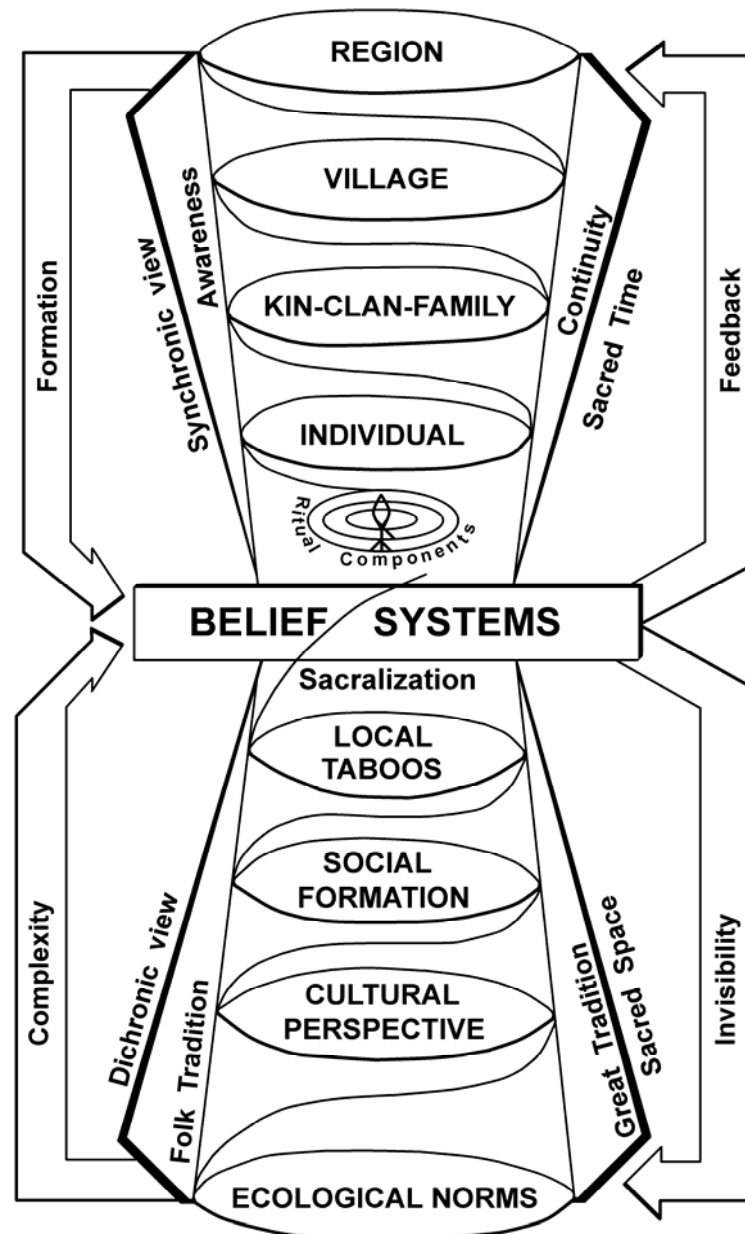 REGION
VILLAGE
KIN-CLAN-FAMILY
INDIVIDUAL
Ritual Components
Formation
Synchronic view
Awareness
Continuity
Sacred Time
Feedback
BELIEF SYSTEMS
Sacralization
LOCAL
TABOOS
SOCIAL
FORMATION
CULTURAL
PERSPECTIVE
ECOLOGICAL NORMS
Complexity
Dichronic view
Folk Tradition
Great Tradition
Sacred Space
Invisibility